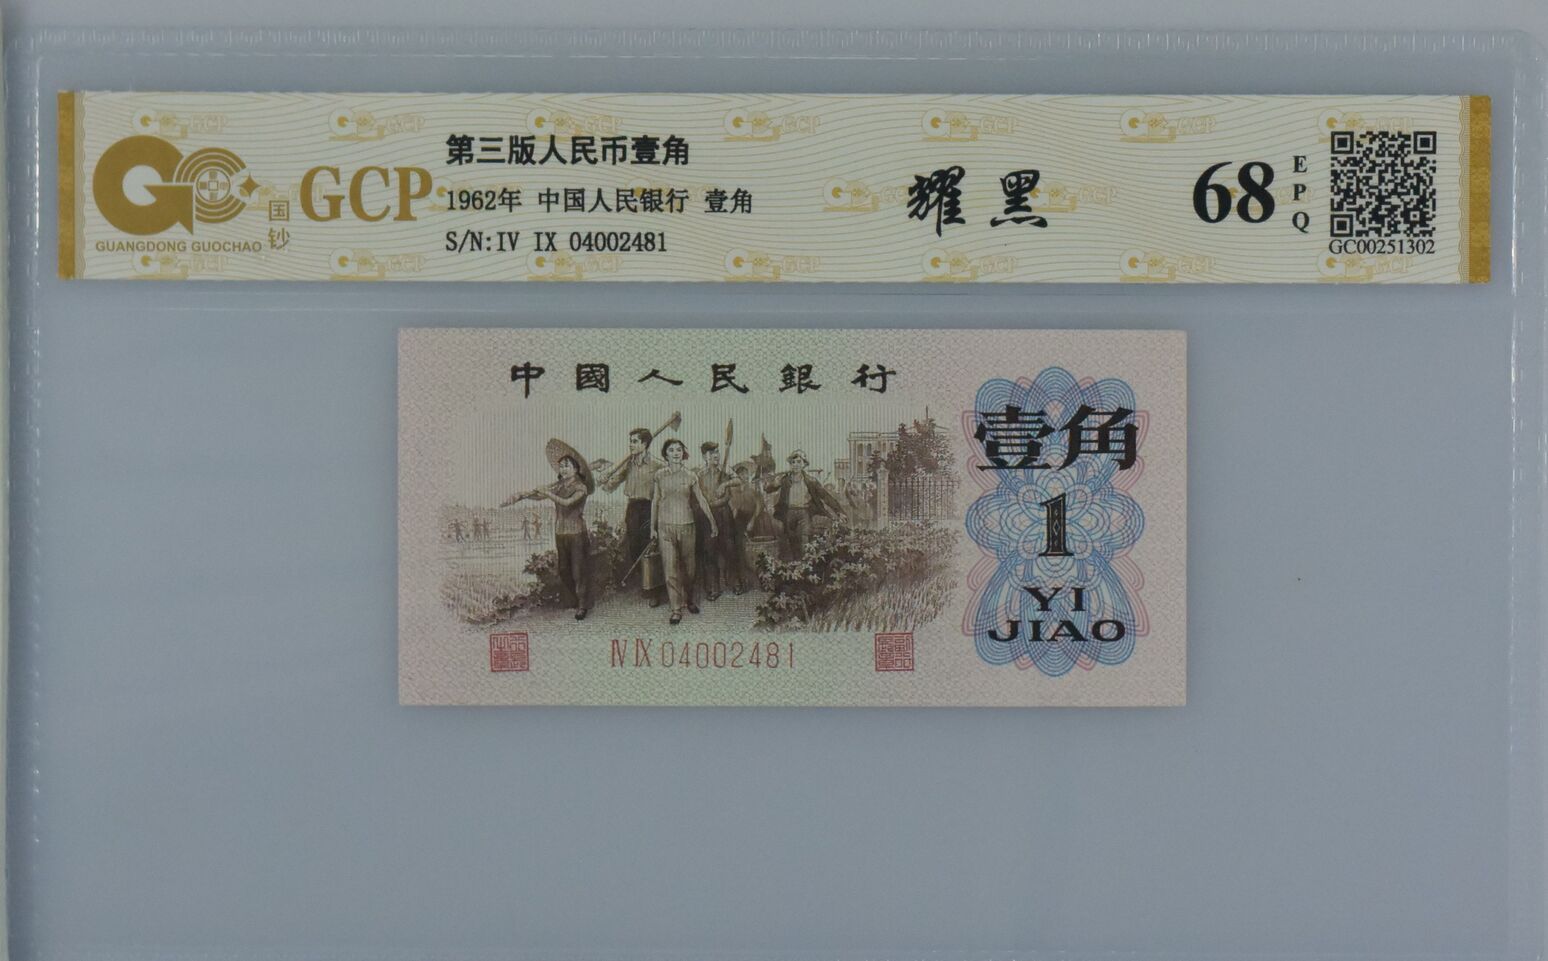 GCP
国钞
GUANGDONG GUOCHAO
第三版人民币壹角
1962年 中国人民银行 壹角
S/N:IV IX 04002481
耀黑
68
EPQ
GC00251302
中國人民銀行
壹角
1
YI
JIAO
IV IX 04002481